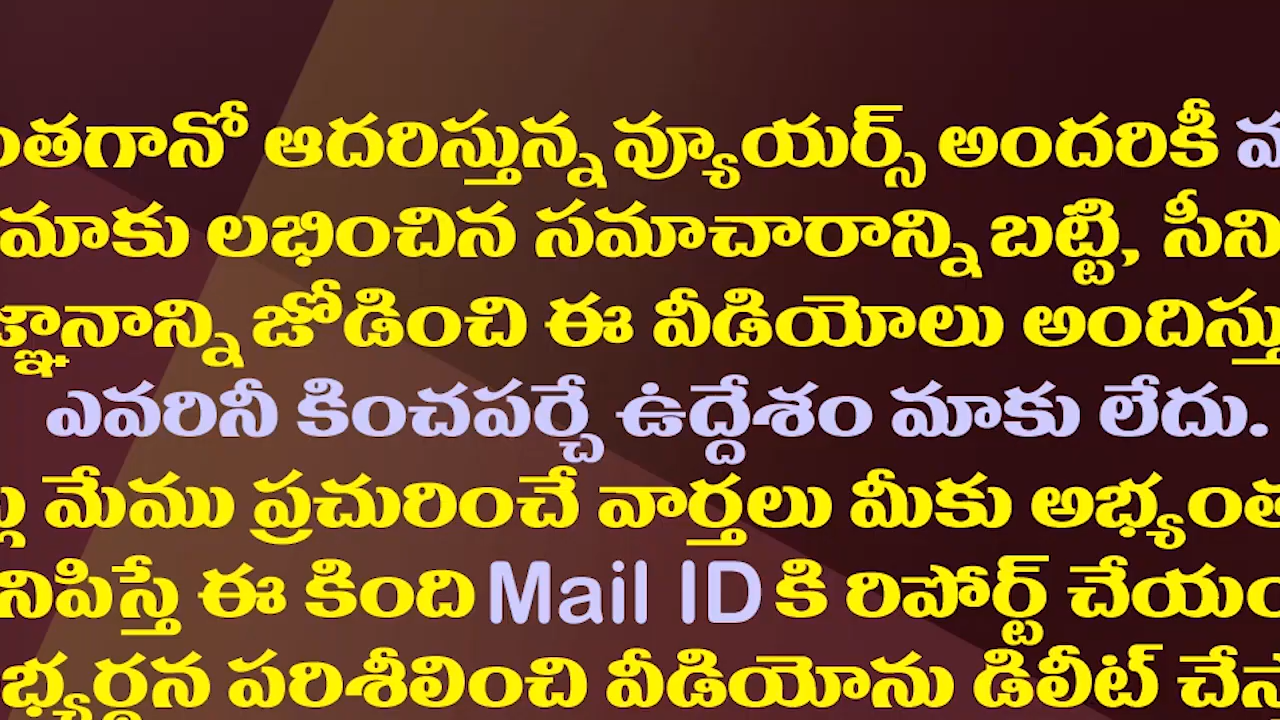 ంతగానో ఆదరిస్తున్న వ్యూయర్స్ అందరికీ
మాకు లభించిన సమాచారాన్ని బట్టి, సీని
జ్ఞానాన్ని జోడించి ఈ వీడియోలు అందిస్తు
ఎవరినీ కించపర్చే ఉద్దేశం మాకు లేదు.
మేము ప్రచురించే వార్తలు మీకు అభ్యంత
నిపిస్తే ఈ కింది Mail ID కి రిపోర్ట్ చేయం
భ్యర్థన పరిశీలించి వీడియోను డిలీట్ చేస